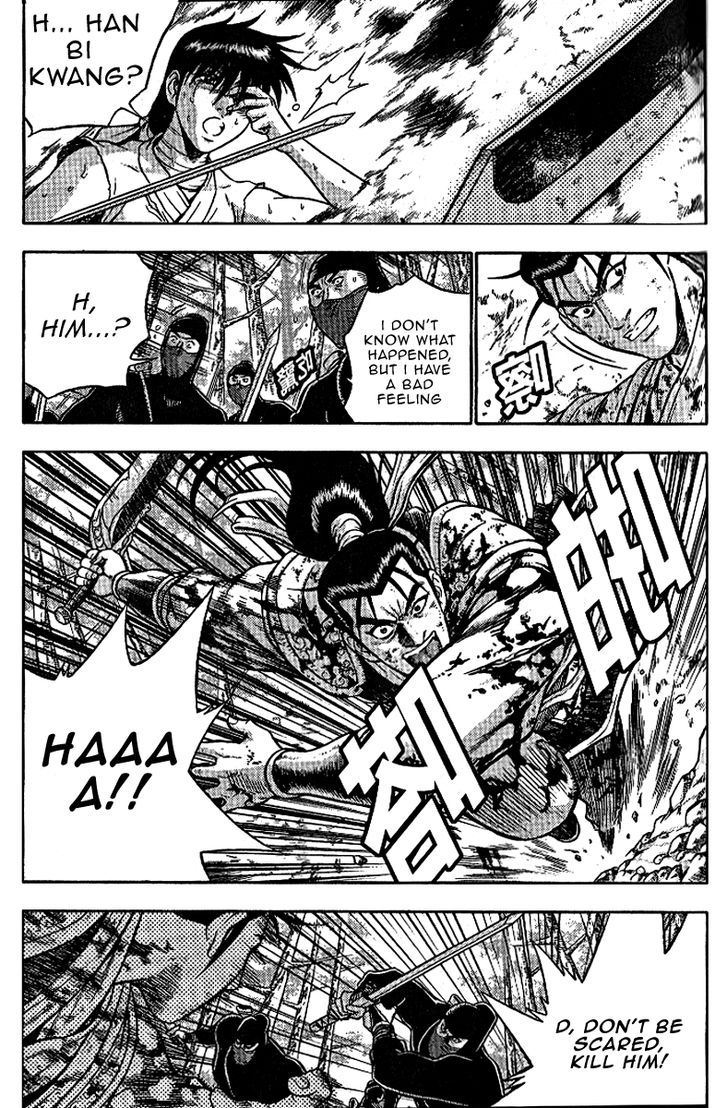 H... HAN
BI
KWANG?
H,
HIM...?
I DON'T
KNOW WHAT
HAPPENED,
BUT I HAVE
A BAD
FEELING
HAAA
A!!
D, DON'T BE
SCARED,
KILL HIM!